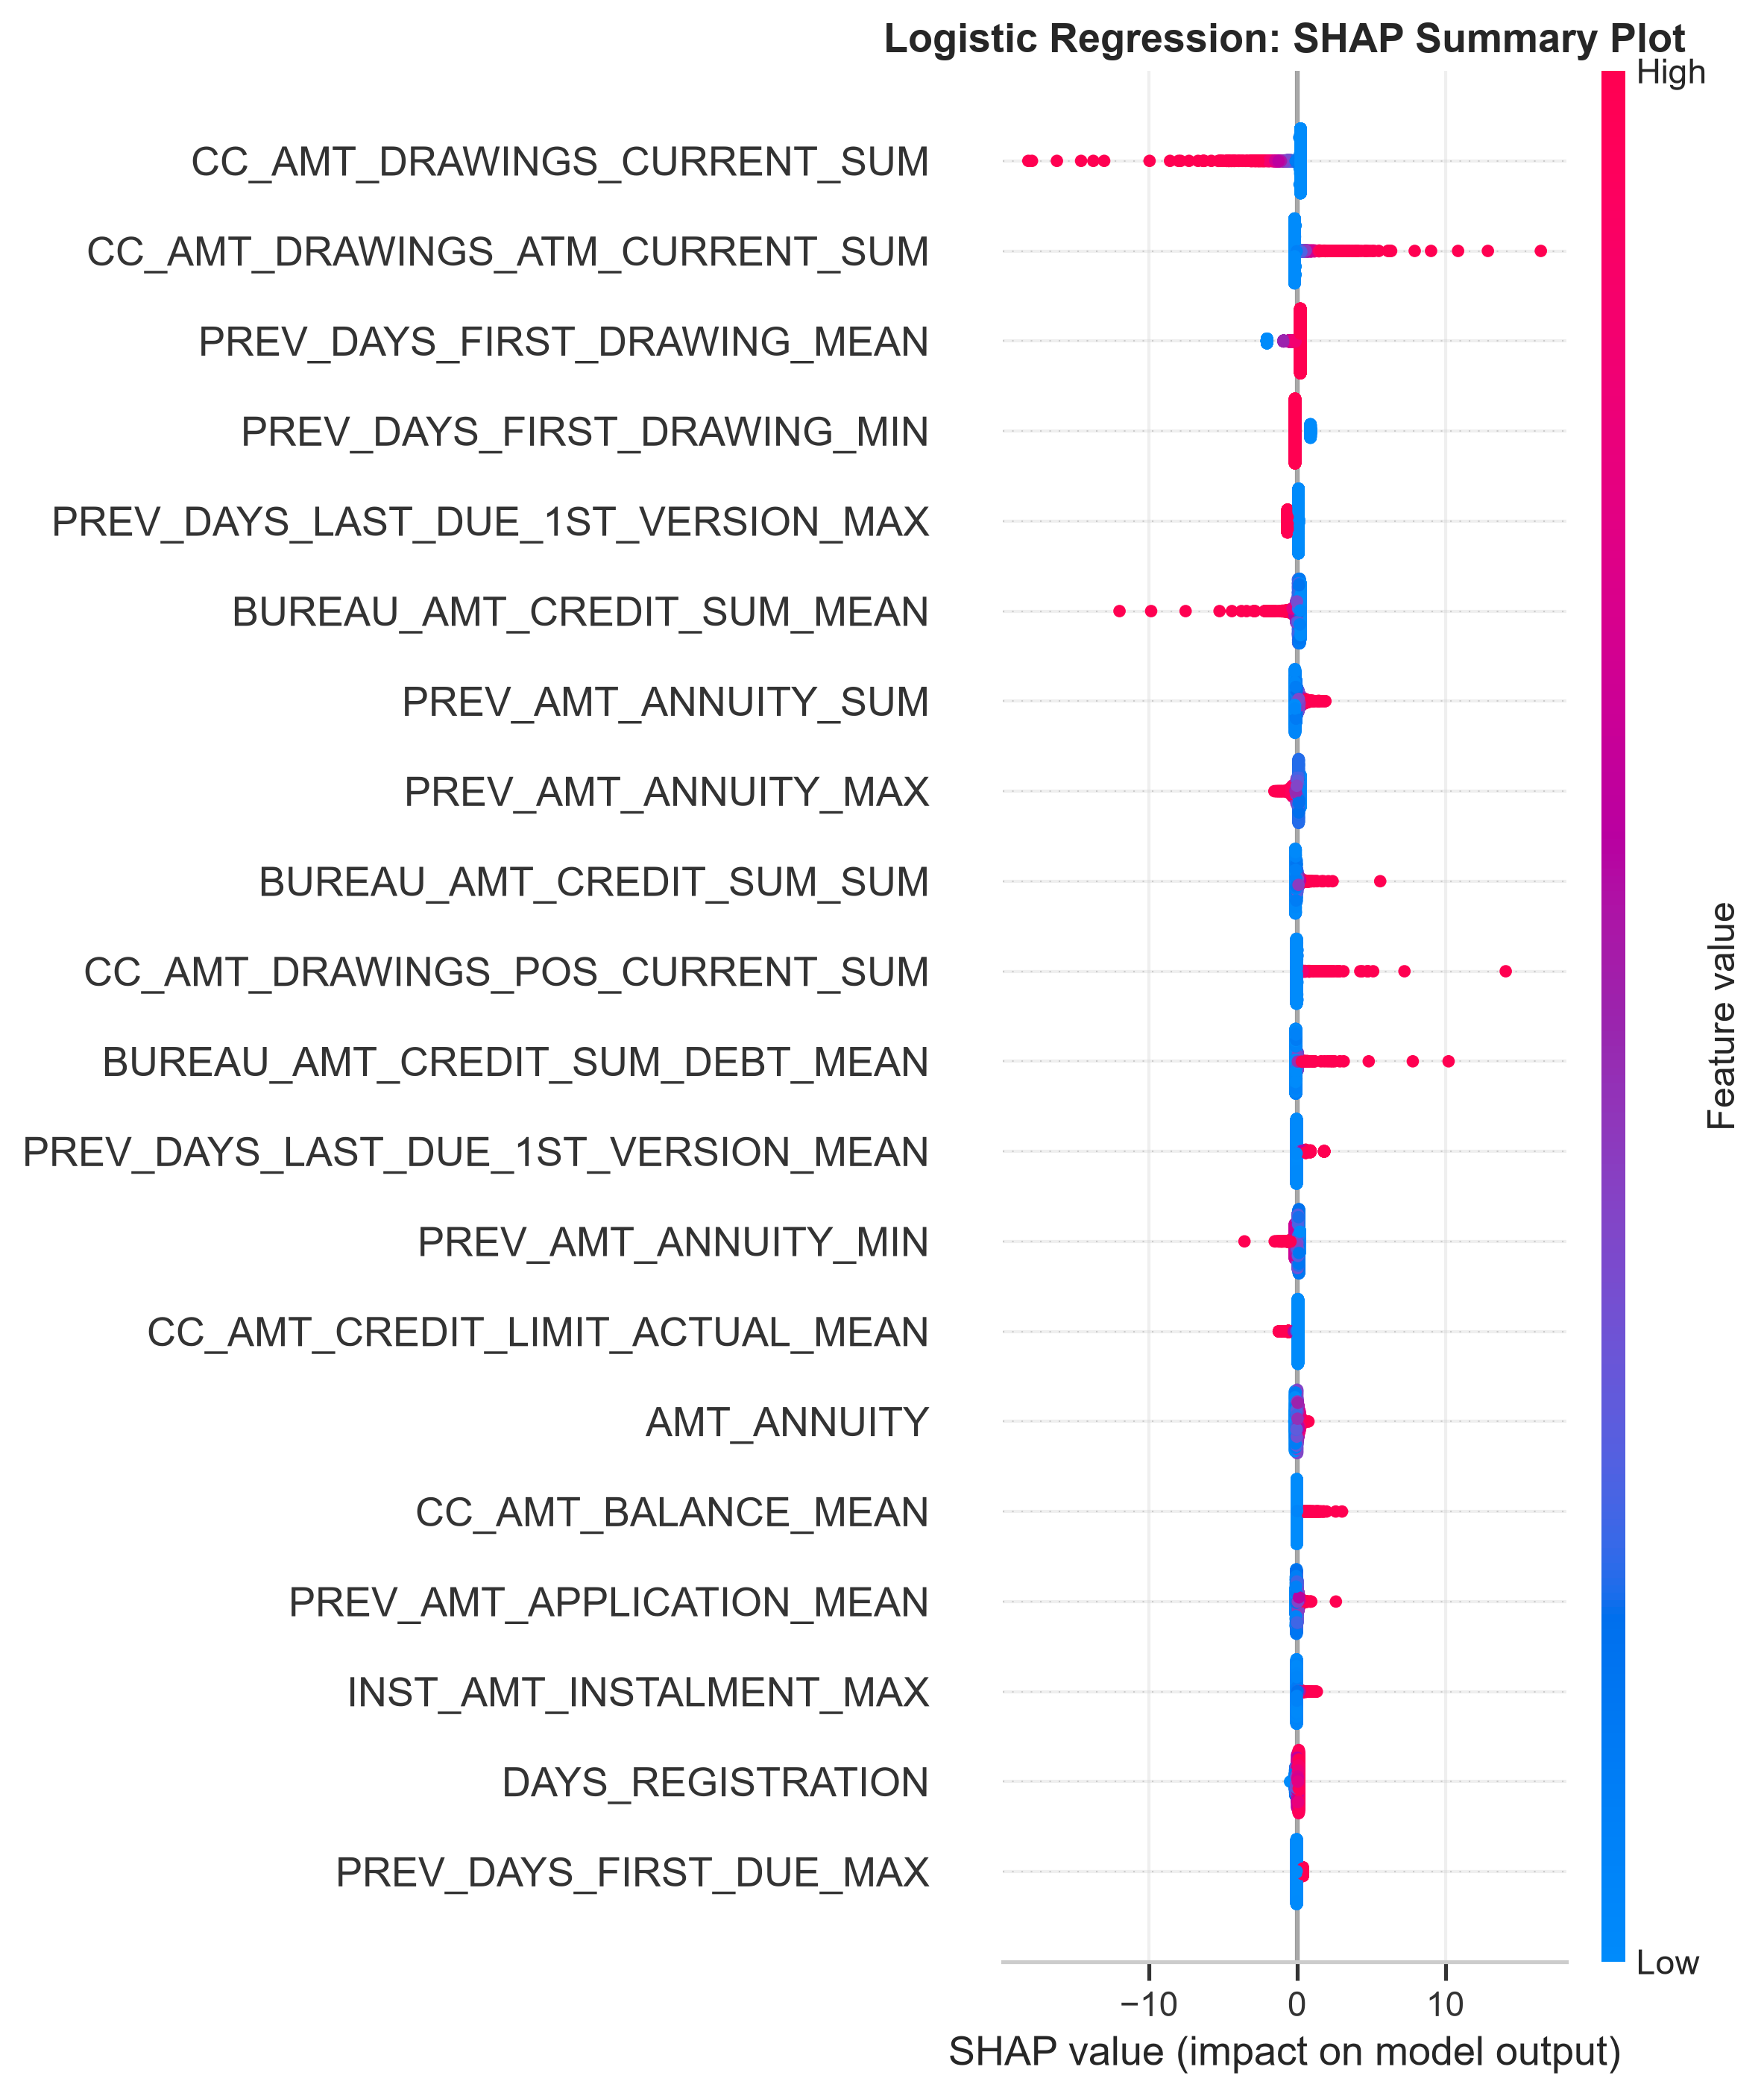 Logistic Regression: SHAP Summary Plot
High
CC_AMT_DRAWINGS_CURRENT_SUM
CC_AMT_DRAWINGS_ATM_CURRENT_SUM
PREV_DAYS_FIRST_DRAWING_MEAN
PREV_DAYS_FIRST_DRAWING_MIN
PREV_DAYS_LAST_DUE_1ST_VERSION_MAX
BUREAU_AMT_CREDIT_SUM_MEAN
PREV_AMT_ANNUITY_SUM
PREV_AMT_ANNUITY_MAX
BUREAU_AMT_CREDIT_SUM_SUM
CC_AMT_DRAWINGS_POS_CURRENT_SUM
BUREAU_AMT_CREDIT_SUM_DEBT_MEAN
PREV_DAYS_LAST_DUE_1ST_VERSION_MEAN
PREV_AMT_ANNUITY_MIN
CC_AMT_CREDIT_LIMIT_ACTUAL_MEAN
AMT_ANNUITY
CC_AMT_BALANCE_MEAN
PREV_AMT_APPLICATION_MEAN
INST_AMT_INSTALMENT_MAX
DAYS_REGISTRATION
PREV_DAYS_FIRST_DUE_MAX
Feature value
Low
−10 0 10
SHAP value (impact on model output)